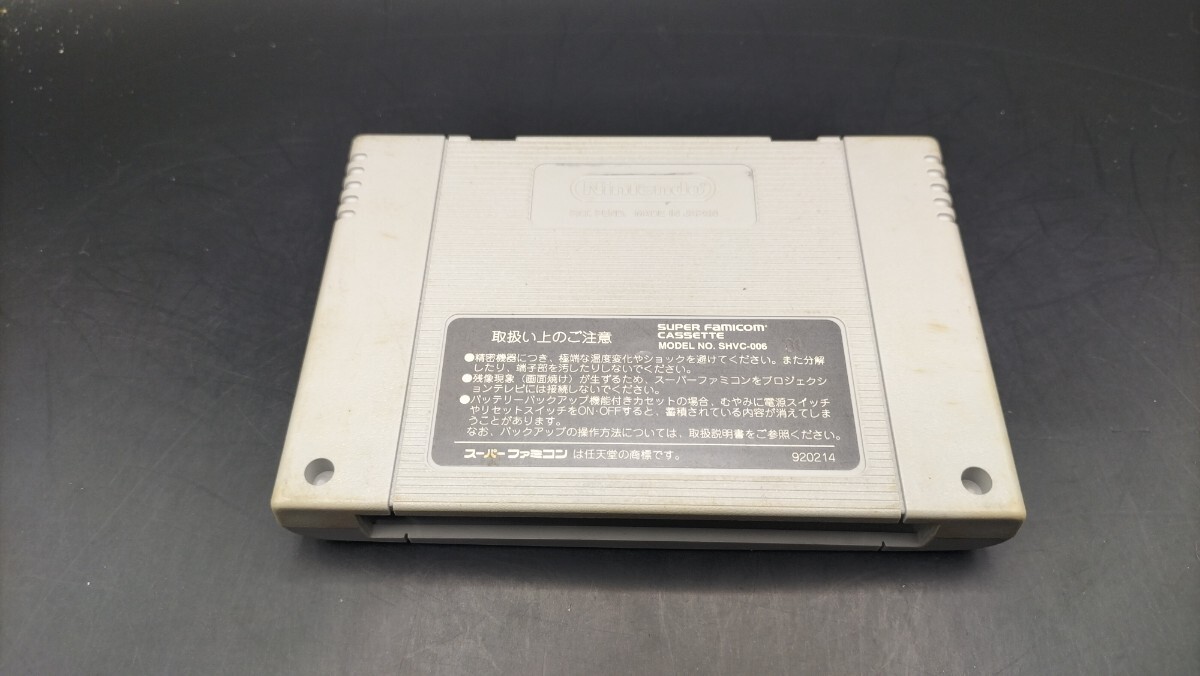 Nintendo
取扱い上のご注意
SUPER FAMICOM
CASSETTE
MODEL NO. SHVC-006
●精密機器につき、極端な温度変化やショックを避けてください。また分解
したり、端子部を汚したりしないでください。
●残像現象(画面焼け)が生ずるため、スーパーファミコンをプロジェクシ
ョンテレビには接続しないでください。
●バッテリーバックアップ機能付きカセットの場合、むやみに電源スイッチ
やリセットスイッチをON・OFFすると、蓄積されている内容が消えてしま
うことがあります。
なお、バックアップの操作方法については、取扱説明書をご参照ください。
スーパーファミコンは任天堂の商標です。
920214